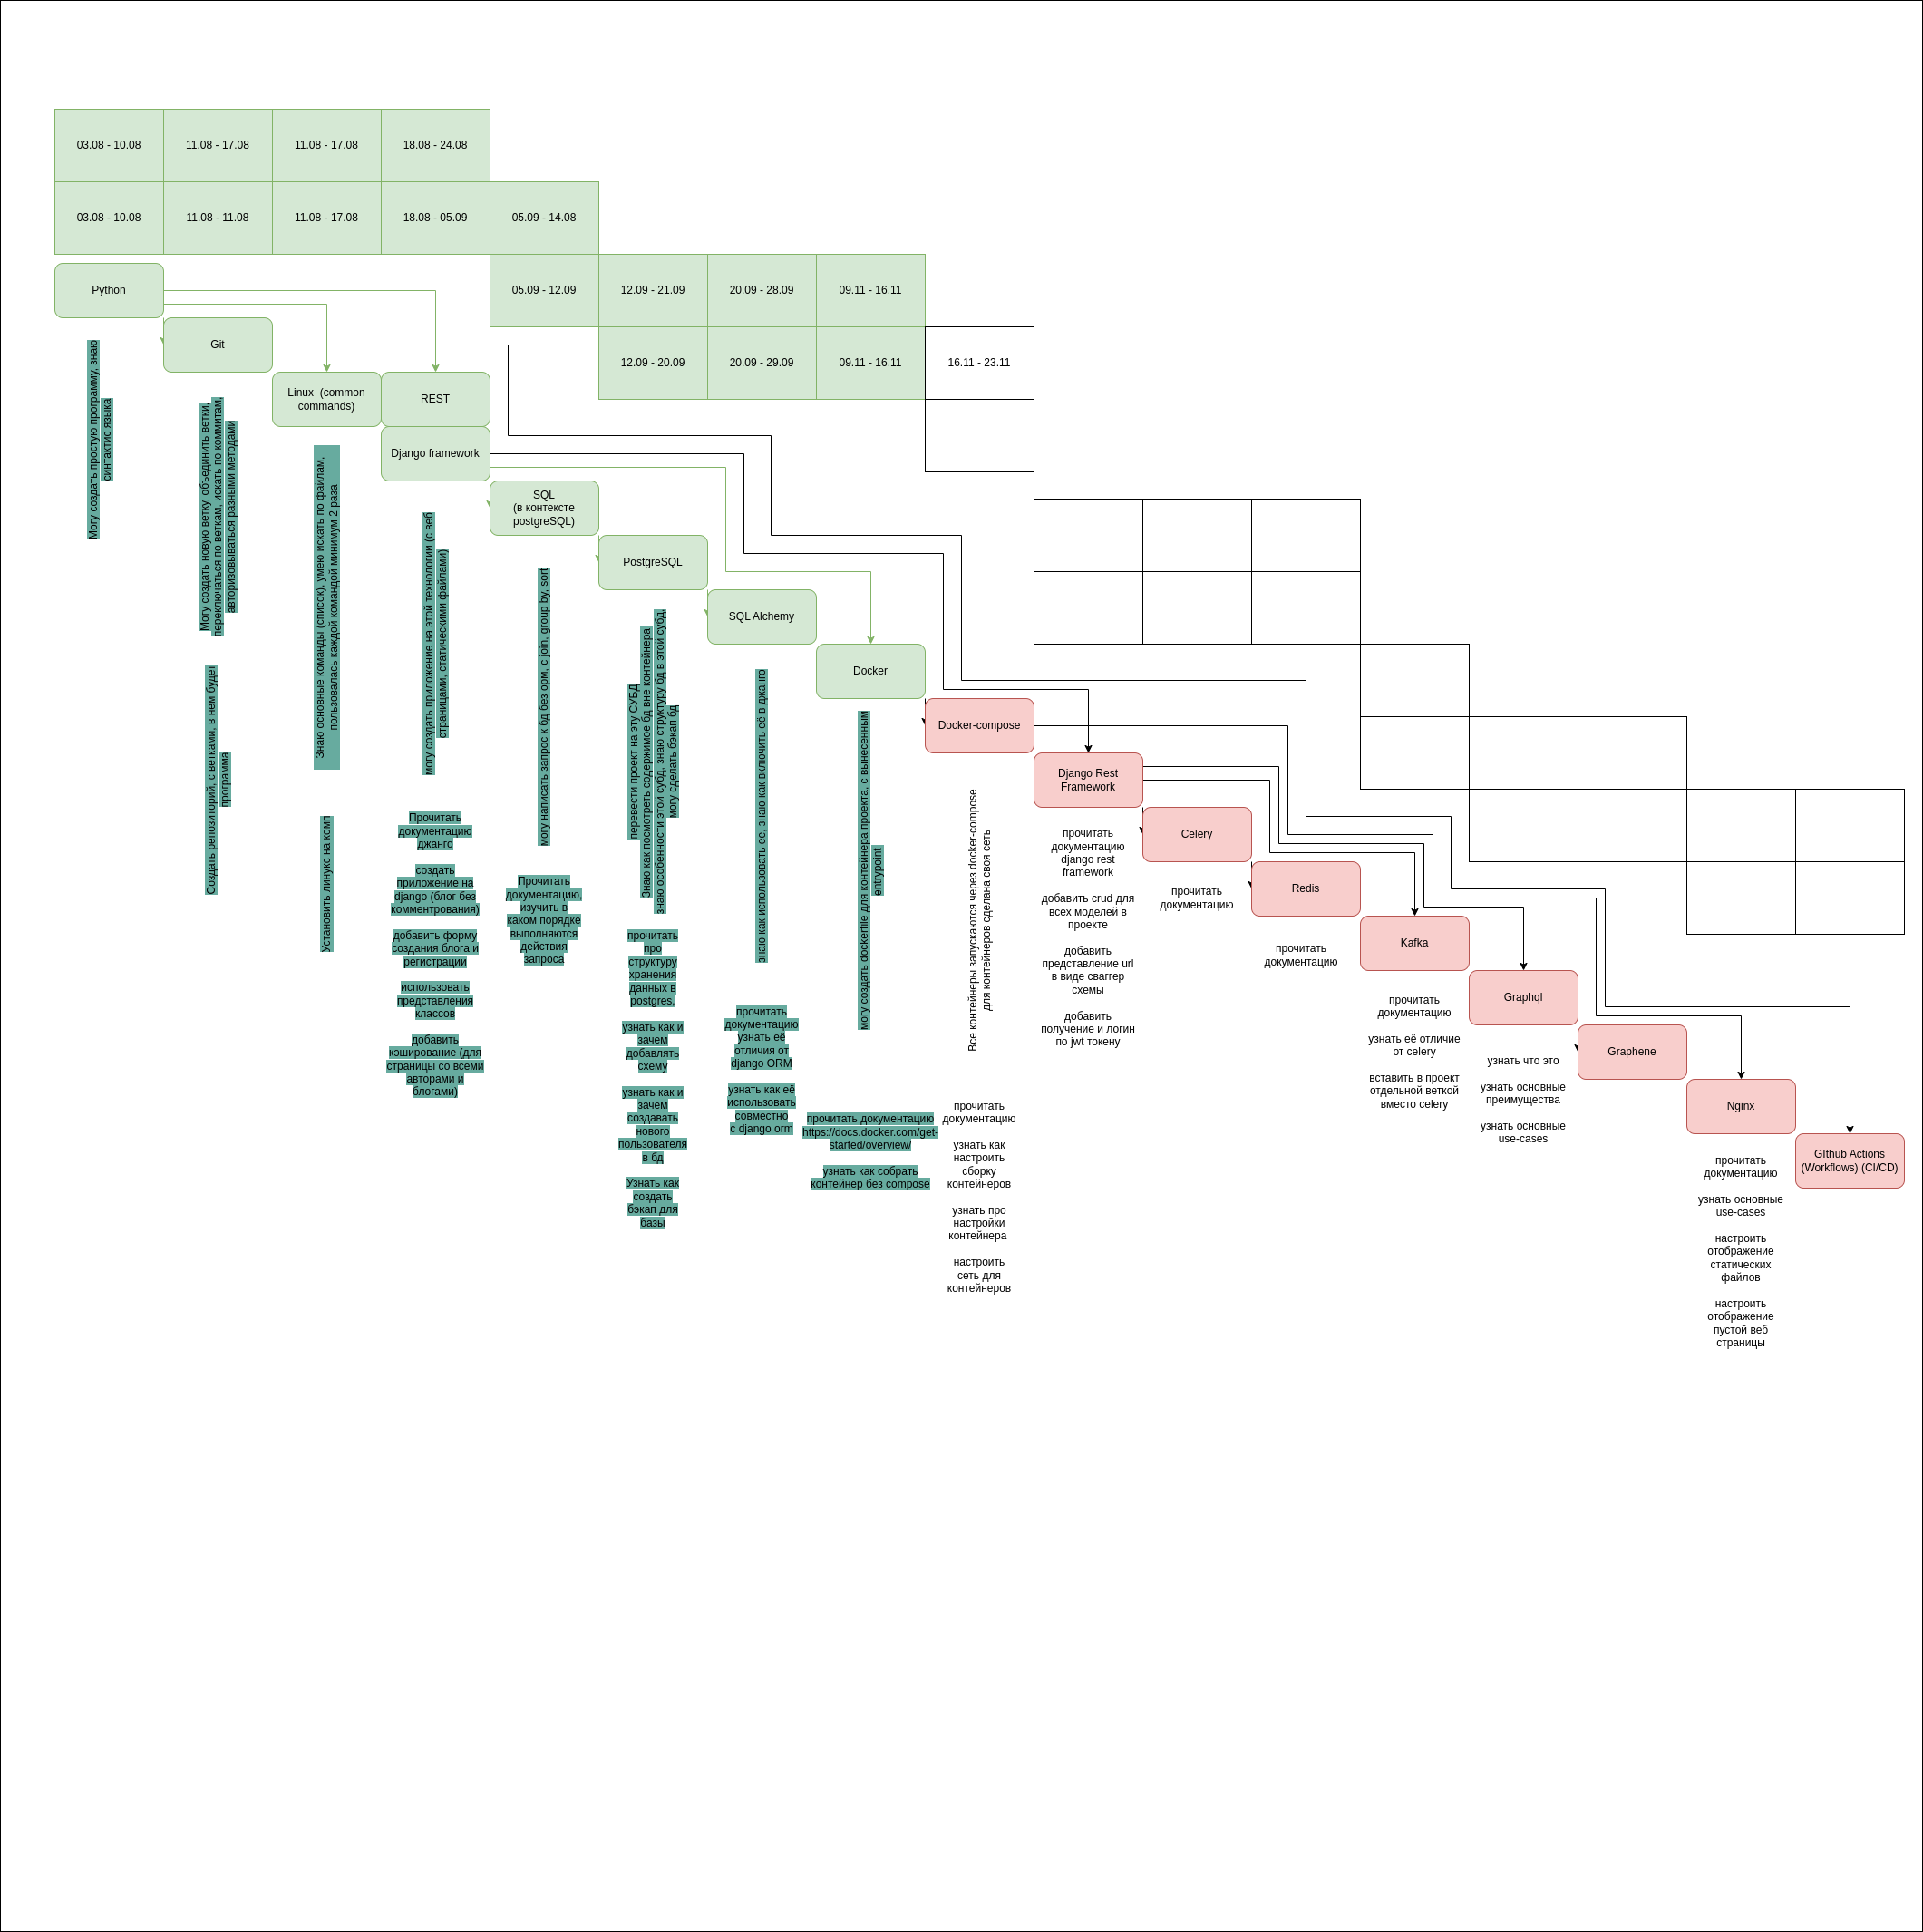 03.08 - 10.08
11.08 - 17.08
11.08 - 17.08
18.08 - 24.08
03.08 - 10.08
11.08 - 11.08
11.08 - 17.08
18.08 - 05.09
05.09 - 14.08
05.09 - 12.09
12.09 - 21.09
20.09 - 28.09
09.11 - 16.11
12.09 - 20.09
20.09 - 29.09
09.11 - 16.11
16.11 - 23.11
Python
Git
Linux (common
commands)
REST
Django framework
SQL
(в контексте
postgreSQL)
PostgreSQL
SQL Alchemy
Docker
Docker-compose
Django Rest
Framework
Celery
Redis
Kafka
Graphql
Graphene
Nginx
GIthub Actions
(Workflows) (CI/CD)
Могу создать простую программу, знаю
синтактис языка
Могу создать новую ветку, объединить ветки,
переключаться по веткам, искать по коммитам,
авторизовываться разными методами
Создать репозиторий, с ветками, в нем будет
программа
Знаю основные команды (список), умею искать по файлам,
пользовалась каждой командой минимум 2 раза
Установить линукс на комп
могу создать приложение на этой технологии (с веб
страницами, статическими файлами)
Прочитать
документацию
джанго
создать
приложение на
django (блог без
комментрования)
добавить форму
создания блога и
регистрации
использовать
представления
классов
добавить
кэширование (для
страницы со всеми
авторами и
блогами)
могу написать запрос к бд без орм, с join, group by, sort
Прочитать
документацию,
изучить в
каком порядке
выполняются
действия
запроса
перевести проект на эту СУБД
Знаю как посмотреть содержимое бд вне контейнера
знаю особенности этой субд, знаю структуру бд в этой субд,
могу сделать бэкап бд
прочитать
про
структуру
хранения
данных в
postgres,
узнать как и
зачем
добавлять
схему
узнать как и
зачем
создавать
нового
пользователя
в бд
Узнать как
создать
бэкап для
базы
знаю как использовать ее, знаю как включить её в джанго
прочитать
документацию
узнать её
отличия от
django ORM
узнать как её
использовать
совместно
с django orm
могу создать dockerfile для контейнера проекта, с вынесенным
entrypoint
прочитать документацию
https://docs.docker.com/get-
started/overview/
узнать как собрать
контейнер без compose
Все контейнеры запускаются через docker-compose
для контейнеров сделана своя сеть
прочитать
документацию
узнать как
настроить
сборку
контейнеров
узнать про
настройки
контейнера
настроить
сеть для
контейнеров
прочитать
документацию
django rest
framework
добавить crud для
всех моделей в
проекте
добавить
представление url
в виде сваггер
схемы
добавить
получение и логин
по jwt токену
прочитать
документацию
прочитать
документацию
прочитать
документацию
узнать её отличие
от celery
вставить в проект
отдельной веткой
вместо celery
узнать что это
узнать основные
преимущества
узнать основные
use-cases
прочитать
документацию
узнать основные
use-cases
настроить
отображение
статических
файлов
настроить
отображение
пустой веб
страницы